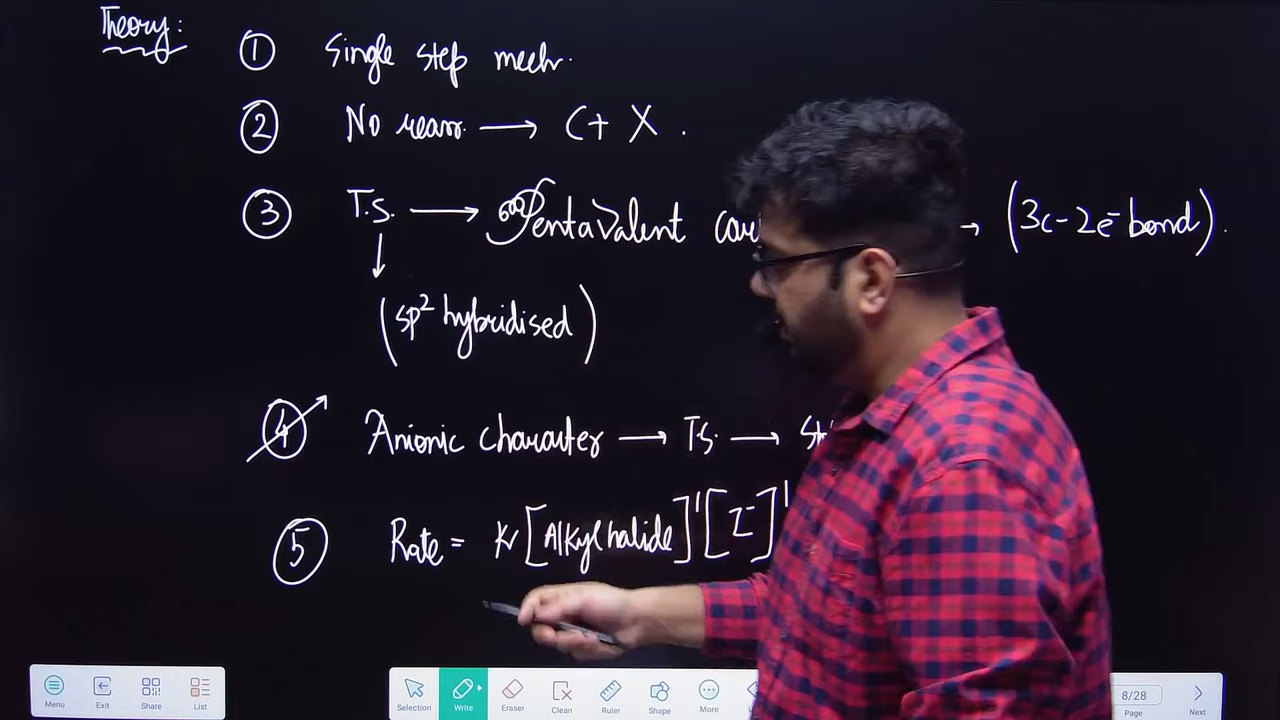 Theory:
① Single step mech.
② No rearr. → C+ X.
③ T.S. → Pentavalent → (3c-2e⁻ bond).
↓
(sp² hybridised)
④ Anionic character → T.S. →
⑤ Rate = Kr[Alkyl halide]¹[I⁻]¹
Menu
Exit
Share
List
Selection
Write
Eraser
Clean
Ruler
Shape
More
8/28
Page
Next